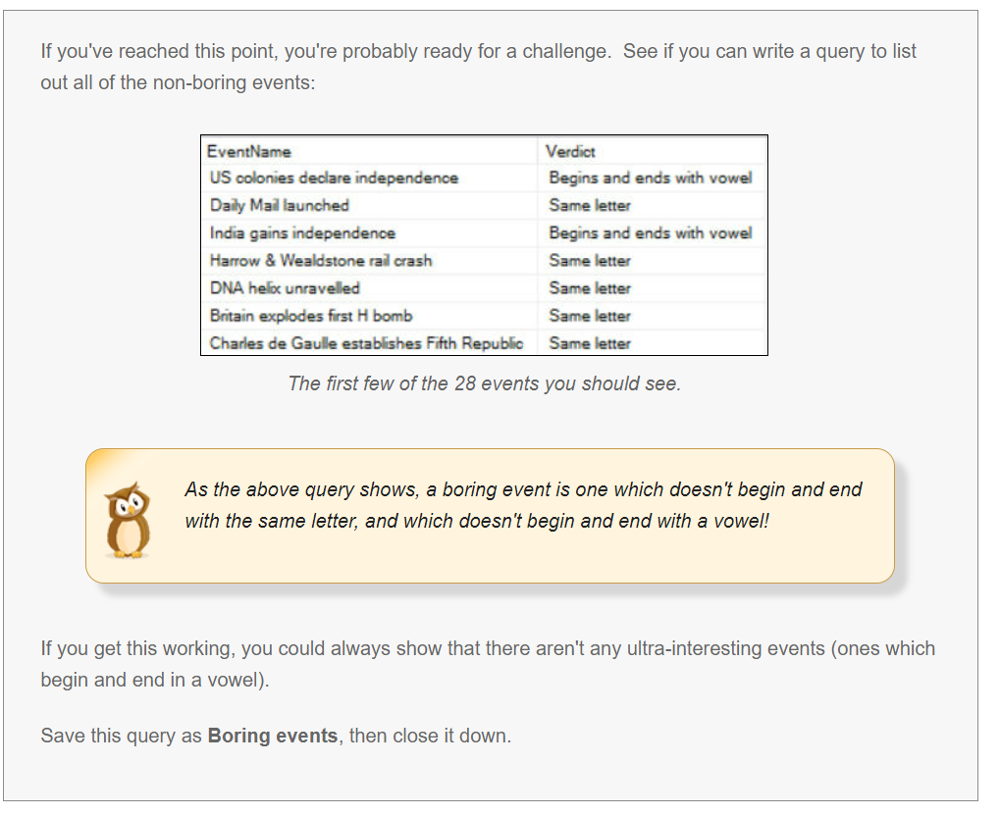 If you've reached this point, you're probably ready for a challenge.  See if you can write a query to list
out all of the non-boring events:
EventName Verdict
US colonies declare independence Begins and ends with vowel
Daily Mail launched Same letter
India gains independence Begins and ends with vowel
Harrow & Wealdstone rail crash Same letter
DNA helix unravelled Same letter
Britain explodes first H bomb Same letter
Charles de Gaulle establishes Fifth Republic Same letter
The first few of the 28 events you should see.
As the above query shows, a boring event is one which doesn't begin and end
with the same letter, and which doesn't begin and end with a vowel!
If you get this working, you could always show that there aren't any ultra-interesting events (ones which
begin and end in a vowel).
Save this query as Boring events, then close it down.